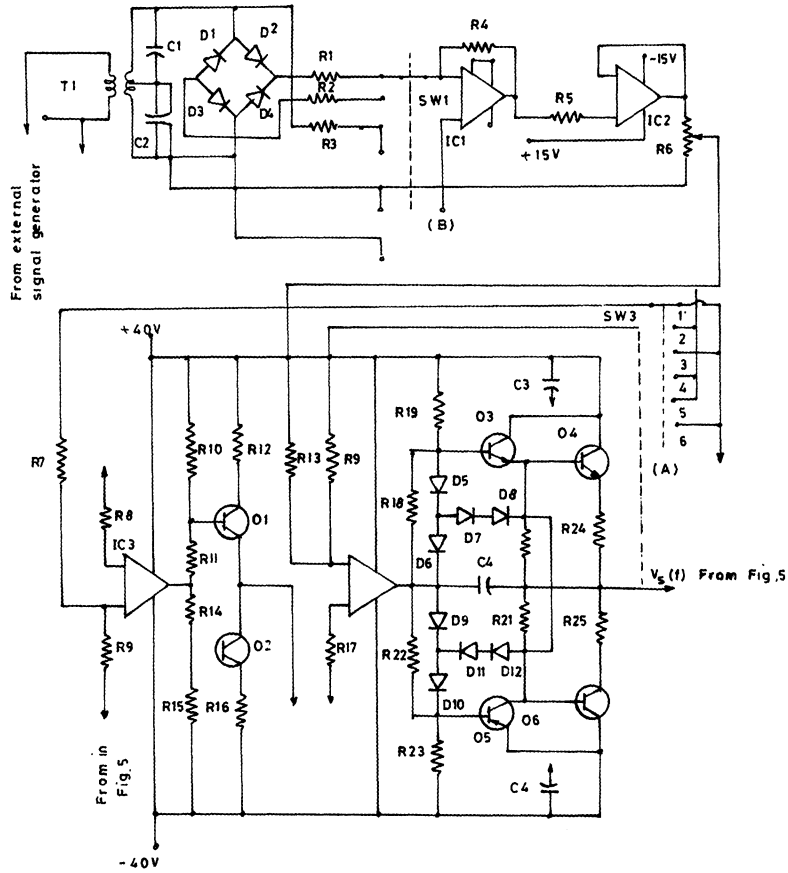 D1
D2
R4
C1
T1
R1
R2
SW1
-15V
R5
D3
D4
C2
R3
IC1
IC2
+15V
R6
(B)
From external
signal generator
SW3
1
2
3
4
5
6
(A)
+40V
C3
R19
O3
O4
R7
R10
R12
R13
R9
D5
D8
R18
R8
O1
D7
R24
IC3
R11
D6
C4
Vs(f) From Fig,5
R14
D9
R21
R25
O2
R9
R17
R22
D11
D12
R15
R16
D10
O6
O5
R23
From in
Fig.5
C4
-40V